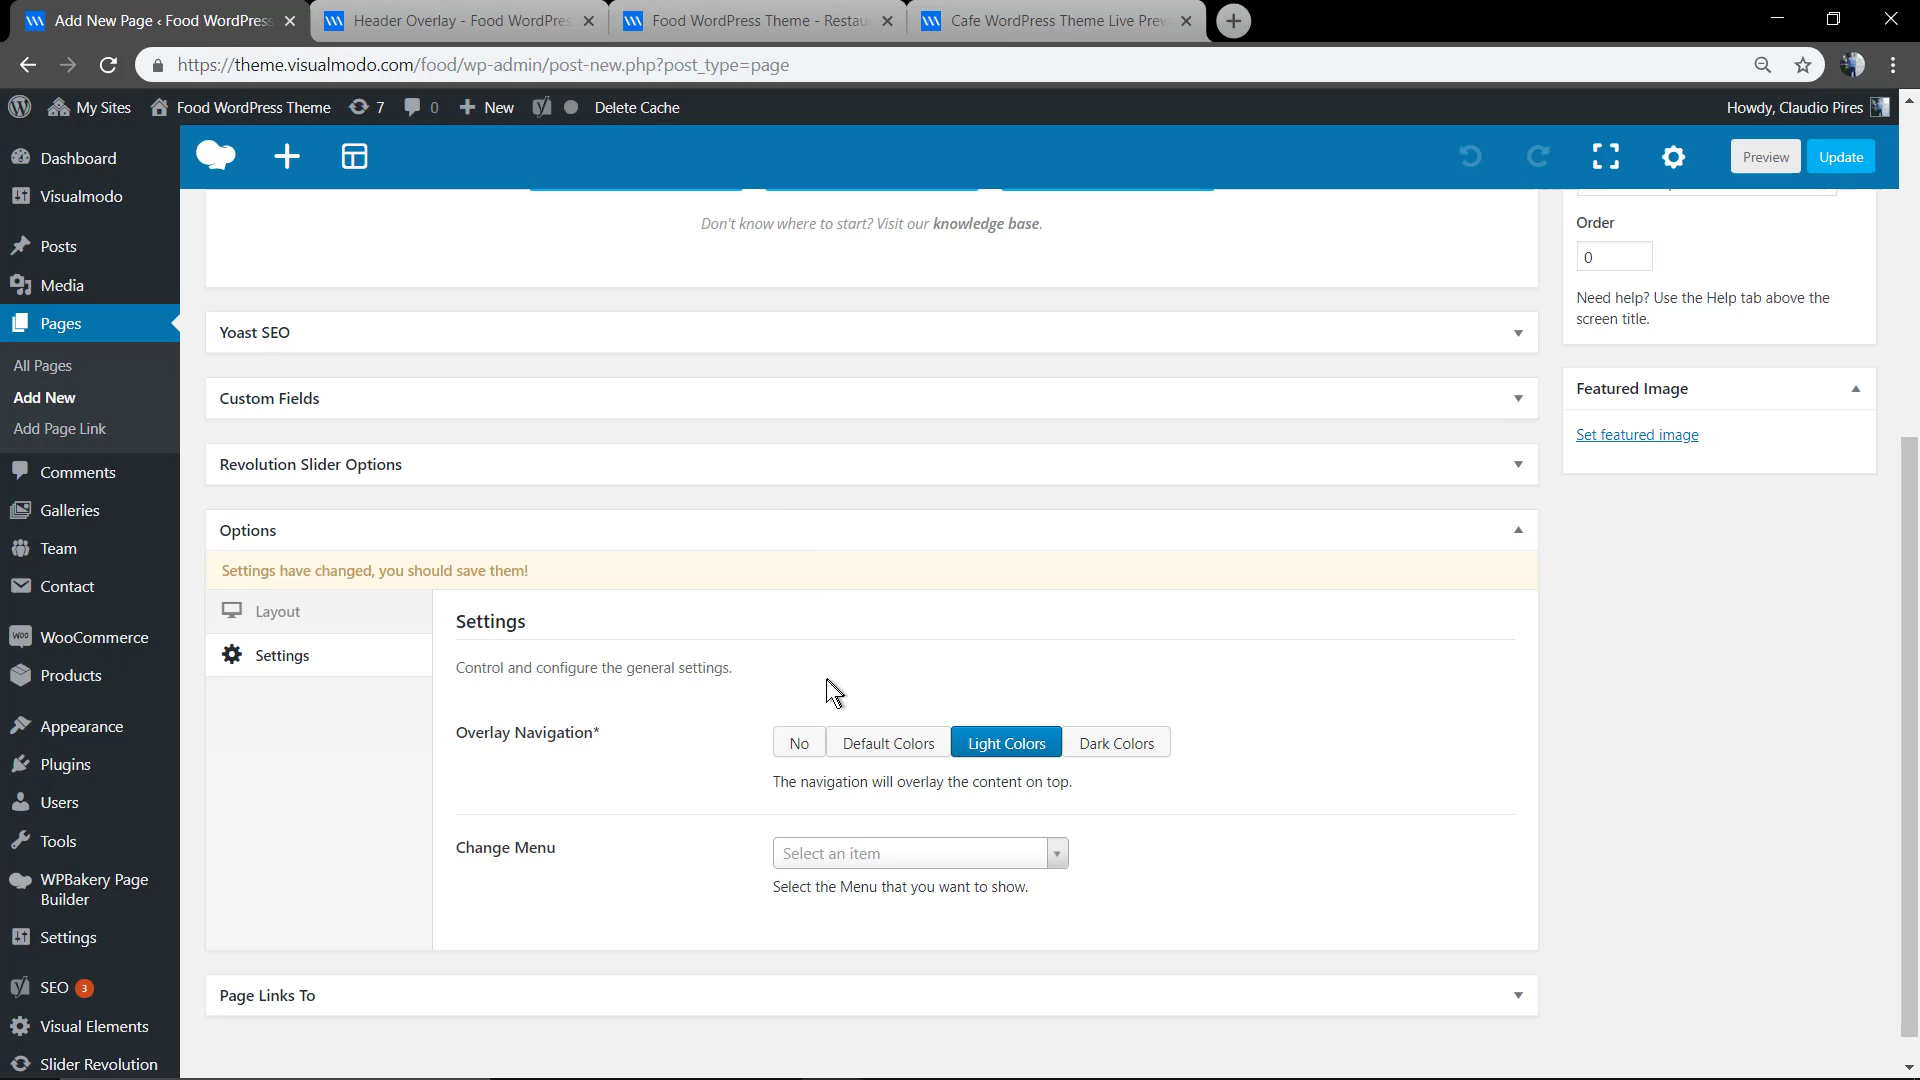 Add New Page ‹ Food WordPress
Header Overlay - Food WordPres
Food WordPress Theme - Restau
Cafe WordPress Theme Live Prev
https://theme.visualmodo.com/food/wp-admin/post-new.php?post_type=page
My Sites
Food WordPress Theme
7
0
New
Delete Cache
Howdy, Claudio Pires
Preview
Update
Dashboard
Visualmodo
Posts
Media
Pages
All Pages
Add New
Add Page Link
Comments
Galleries
Team
Contact
WooCommerce
Products
Appearance
Plugins
Users
Tools
WPBakery Page
Builder
Settings
SEO 3
Visual Elements
Slider Revolution
Don't know where to start? Visit our knowledge base.
Yoast SEO
Custom Fields
Revolution Slider Options
Options
Settings have changed, you should save them!
Layout
Settings
Settings
Control and configure the general settings.
Overlay Navigation*
No
Default Colors
Light Colors
Dark Colors
The navigation will overlay the content on top.
Change Menu
Select an item
Select the Menu that you want to show.
Page Links To
Order
0
Need help? Use the Help tab above the
screen title.
Featured Image
Set featured image